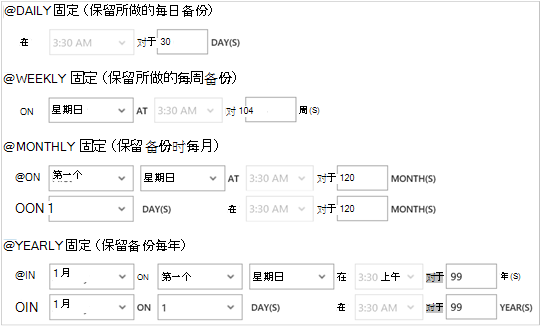 @DAILY 固定 (保留所做的每日备份)
在 3:30 AM 对于 30 DAY(S)
@WEEKLY 固定 (保留所做的每周备份)
ON 星期日 AT 3:30 AM 对 104 周 (S)
@MONTHLY 固定 (保留备份时每月)
@ON 第一个 星期日 AT 3:30 AM 对于 120 MONTH(S)
OON 1 DAY(S) 在 3:30 AM 对于 120 MONTH(S)
@YEARLY 固定 (保留备份每年)
@IN 1月 ON 第一个 星期日 在 3:30 上午 对于 99 年 (S)
OIN 1月 ON 1 DAY(S) 在 3:30 AM 对于 99 YEAR(S)